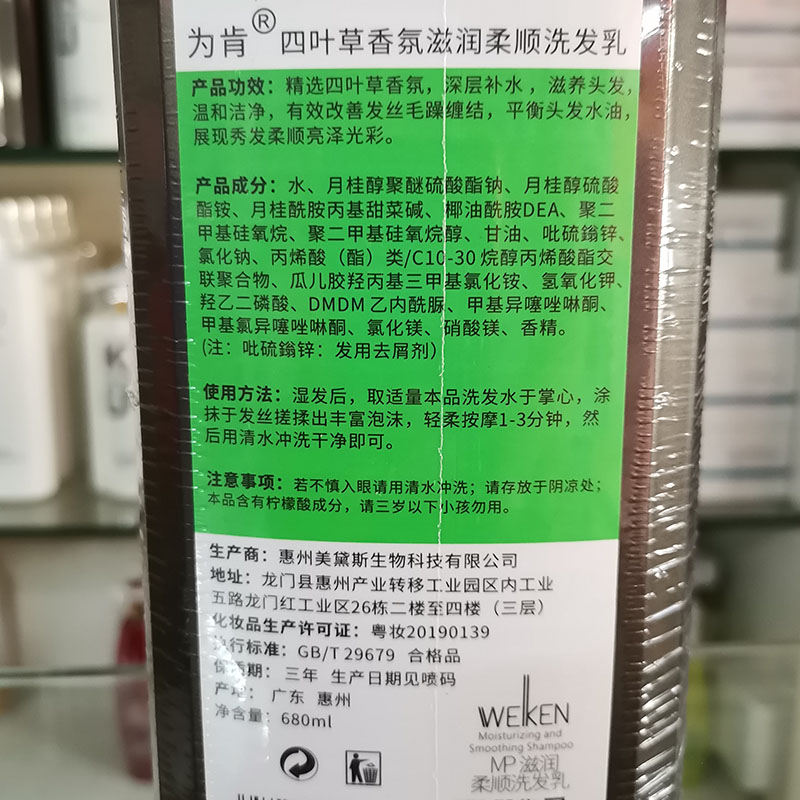 为肯® 四叶草香氛滋润柔顺洗发乳
产品功效：精选四叶草香氛，深层补水，滋养头发，
温和洁净，有效改善发丝毛躁缠结，平衡头发水油，
展现秀发柔顺亮泽光彩。
产品成分：水、月桂醇聚醚硫酸酯钠、月桂醇硫酸
酯铵、月桂酰胺丙基甜菜碱、椰油酰胺DEA、聚二
甲基硅氧烷、聚二甲基硅氧烷醇、甘油、吡硫鎓锌、
氯化钠、丙烯酸（酯）类/C10-30烷醇丙烯酸酯交
联聚合物、瓜儿胶羟丙基三甲基氯化铵、氢氧化钾、
羟乙二磷酸、DMDM乙内酰脲、甲基异噻唑啉酮、
甲基氯异噻唑啉酮、氯化镁、硝酸镁、香精。
(注：吡硫鎓锌：发用去屑剂）
使用方法：湿发后，取适量本品洗发水于掌心，涂
抹于发丝搓揉出丰富泡沫，轻柔按摩1-3分钟，然
后用清水冲洗干净即可。
注意事项：若不慎入眼请用清水冲洗；请存放于阴凉处；
本品含有柠檬酸成分，请三岁以下小孩勿用。
生产商：惠州美黛斯生物科技有限公司
地址：龙门县惠州产业转移工业园区内工业
五路龙门红工业区26栋二楼至四楼（三层）
化妆品生产许可证：粤妆20190139
执行标准：GB/T 29679 合格品
保质期：三年 生产日期见喷码
产地：广东 惠州
净含量：680ml
WEIKEN
Moisturizing and
Smoothing Shampoo
MP滋润
柔顺洗发乳